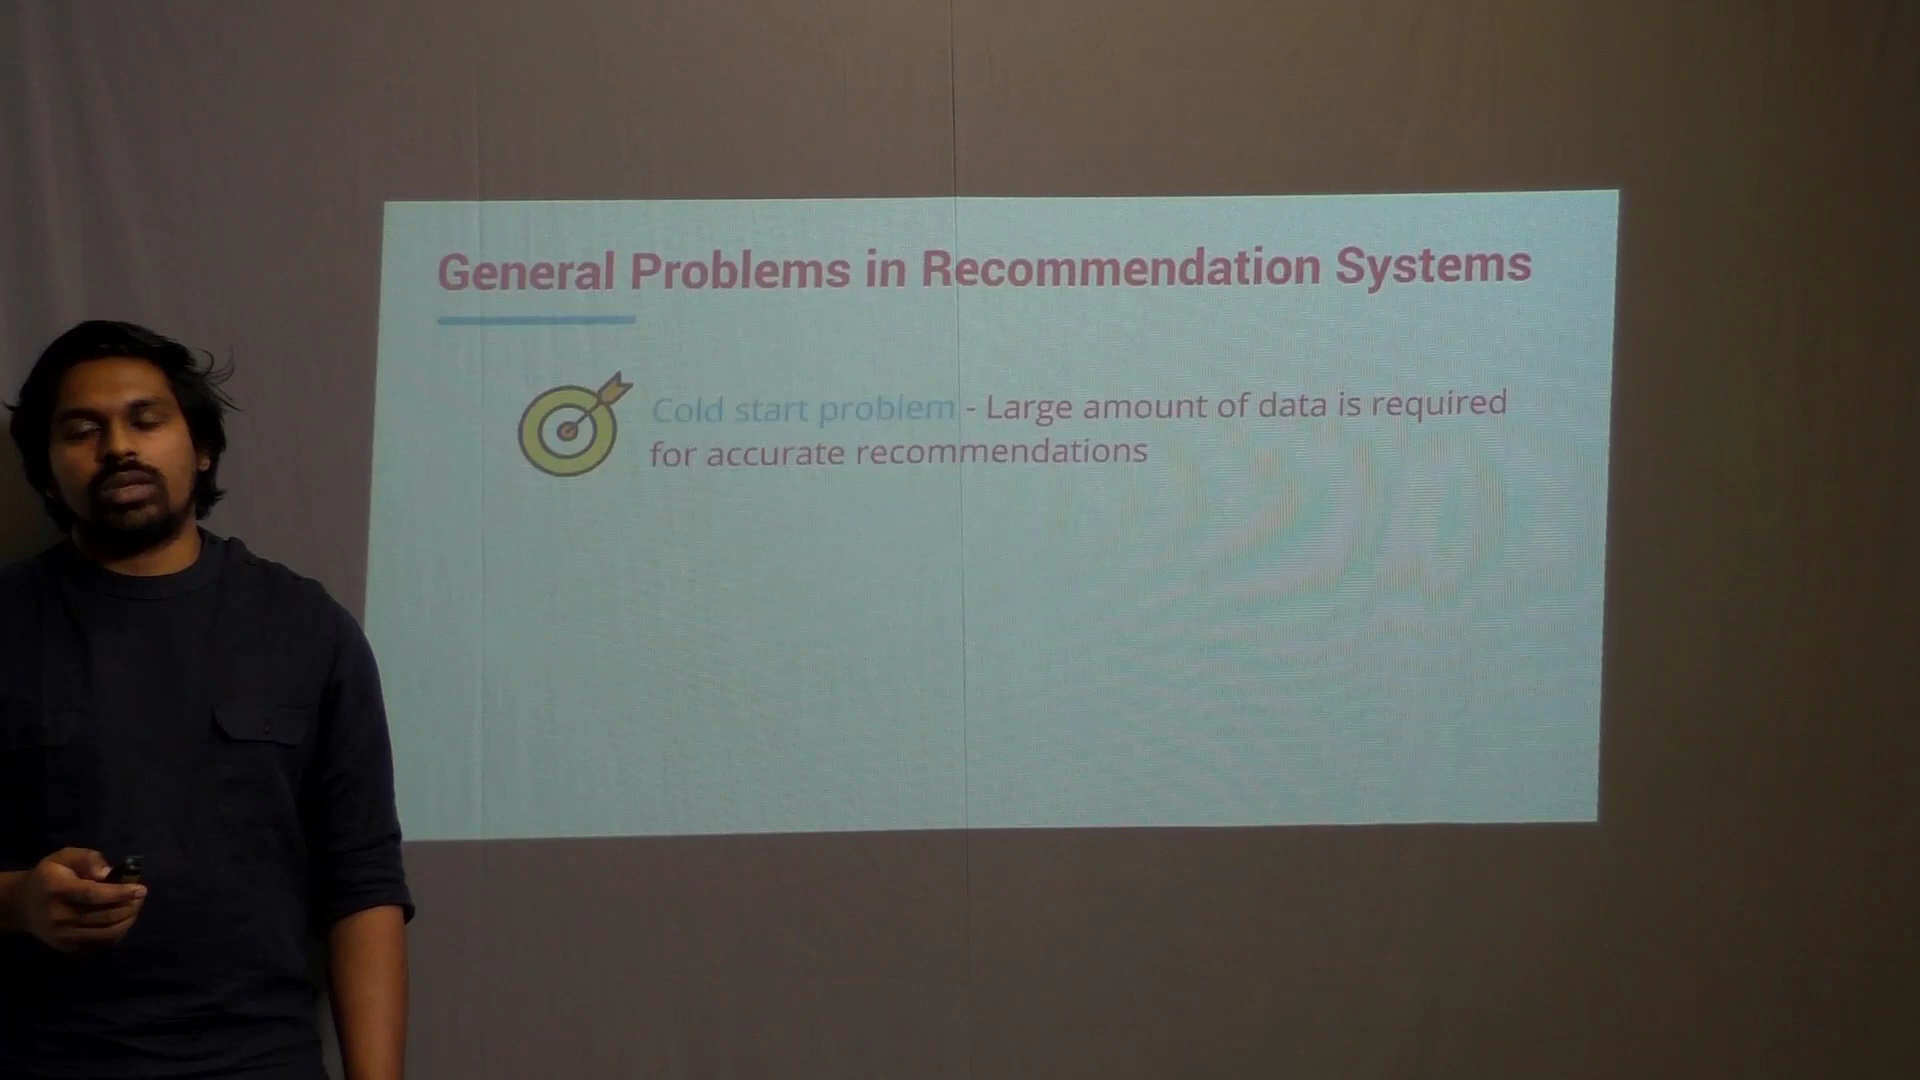 General Problems in Recommendation Systems
Cold start problem - Large amount of data is required
for accurate recommendations